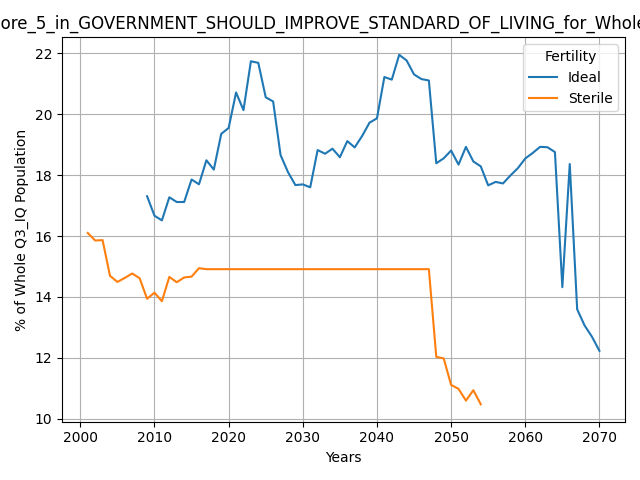 ore_5_in_GOVERNMENT_SHOULD_IMPROVE_STANDARD_OF_LIVING_for_Whole
Fertility
Ideal
Sterile
% of Whole Q3_IQ Population
22
20
18
16
14
12
10
2000 2010 2020 2030 2040 2050 2060 2070
Years